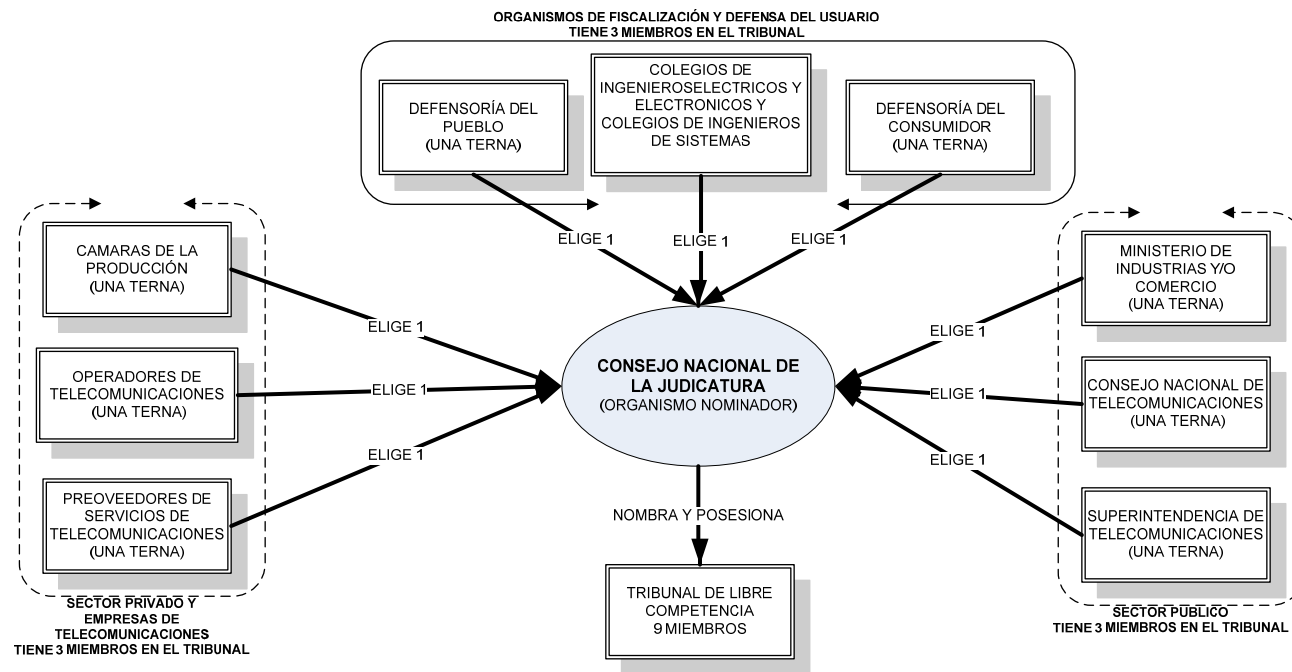 ORGANISMOS DE FISCALIZACIÓN Y DEFENSA DEL USUARIO
TIENE 3 MIEMBROS EN EL TRIBUNAL
DEFENSORÍA DEL
PUEBLO
(UNA TERNA)
COLEGIOS DE
INGENIEROSELECTRICOS Y
ELECTRONICOS Y
COLEGIOS DE INGENIEROS
DE SISTEMAS
DEFENSORÍA DEL
CONSUMIDOR
(UNA TERNA)
ELIGE 1
ELIGE 1
ELIGE 1
CAMARAS DE LA
PRODUCCIÓN
(UNA TERNA)
OPERADORES DE
TELECOMUNICACIONES
(UNA TERNA)
PREOVEEDORES DE
SERVICIOS DE
TELECOMUNICACIONES
(UNA TERNA)
SECTOR PRIVADO Y
EMPRESAS DE
TELECOMUNICACIONES
TIENE 3 MIEMBROS EN EL TRIBUNAL
ELIGE 1
ELIGE 1
ELIGE 1
CONSEJO NACIONAL DE
LA JUDICATURA
(ORGANISMO NOMINADOR)
NOMBRA Y POSESIONA
TRIBUNAL DE LIBRE
COMPETENCIA
9 MIEMBROS
ELIGE 1
ELIGE 1
ELIGE 1
MINISTERIO DE
INDUSTRIAS Y/O
COMERCIO
(UNA TERNA)
CONSEJO NACIONAL DE
TELECOMUNICACIONES
(UNA TERNA)
SUPERINTENDENCIA DE
TELECOMUNICACIONES
(UNA TERNA)
SECTOR PUBLICO
TIENE 3 MIEMBROS EN EL TRIBUNAL